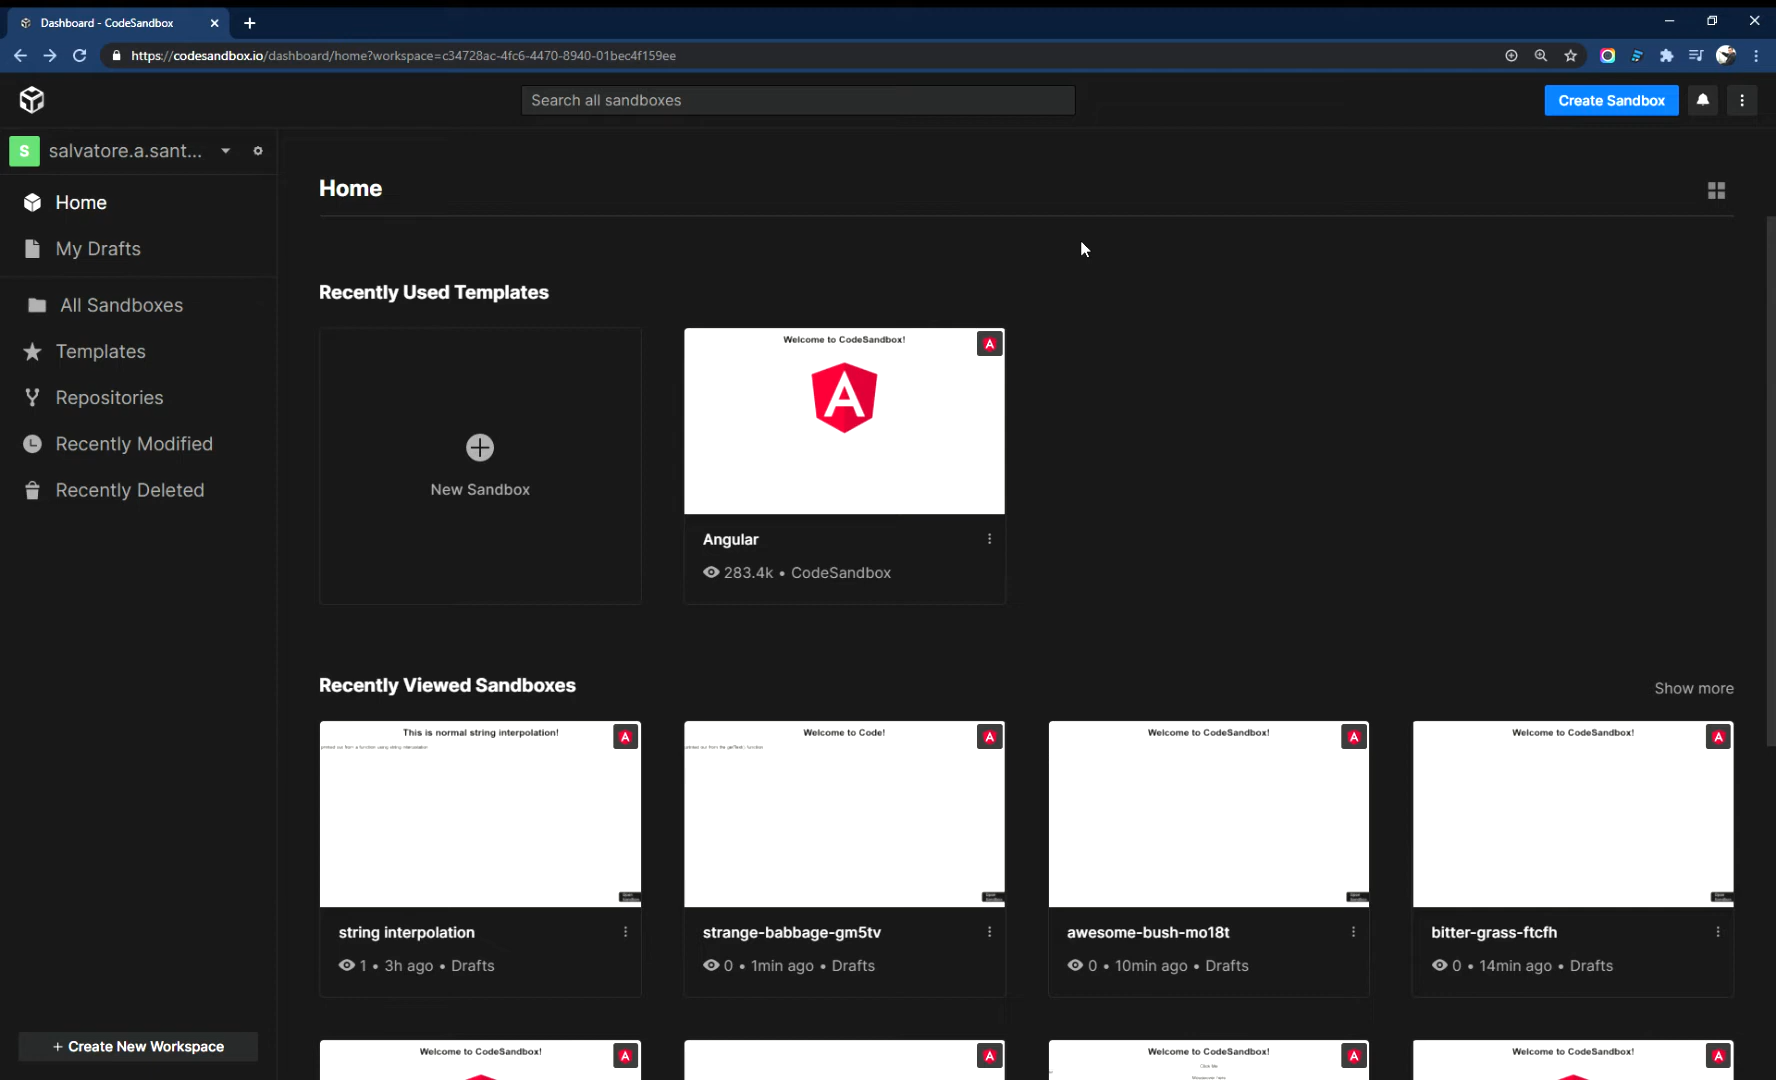 Dashboard - CodeSandbox
https://codesandbox.io/dashboard/home?workspace=c34728ac-4fc6-4470-8940-01bec4f159ee
Search all sandboxes
Create Sandbox
S salvatore.a.sant...
Home
My Drafts
All Sandboxes
Templates
Repositories
Recently Modified
Recently Deleted
+ Create New Workspace
Home
Recently Used Templates
New Sandbox
Welcome to CodeSandbox!
A
Angular
283.4k • CodeSandbox
Recently Viewed Sandboxes
Show more
This is normal string interpolation!
string interpolation
1 • 3h ago • Drafts
Welcome to Code!
strange-babbage-gm5tv
0 • 1min ago • Drafts
Welcome to CodeSandbox!
awesome-bush-mo18t
0 • 10min ago • Drafts
Welcome to CodeSandbox!
bitter-grass-ftcfh
0 • 14min ago • Drafts
Welcome to CodeSandbox!
Welcome to CodeSandbox!
Click Me
Welcome to CodeSandbox!